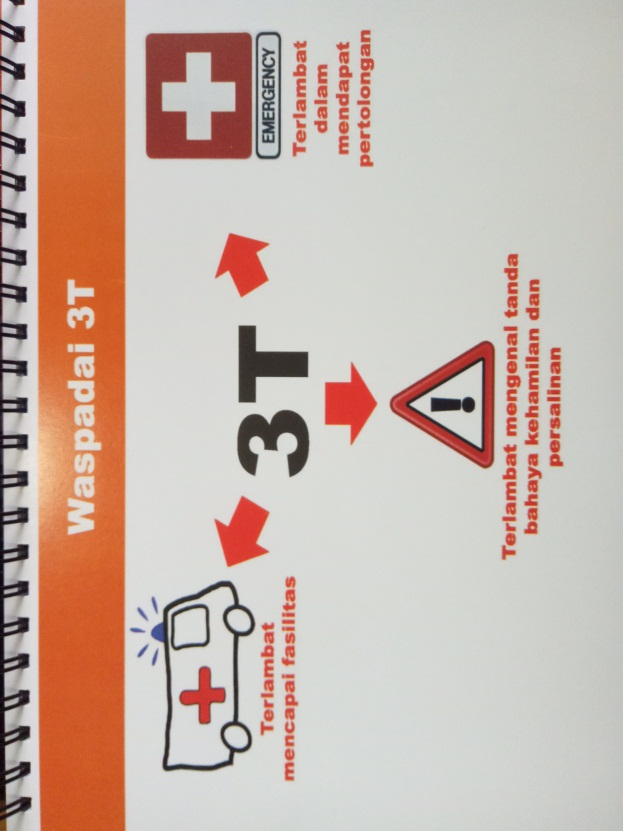 Waspadai 3T
3T
Terlambat
mencapai fasilitas
EMERGENCY
Terlambat
dalam
mendapat
pertolongan
Terlambat mengenal tanda
bahaya kehamilan dan
persalinan